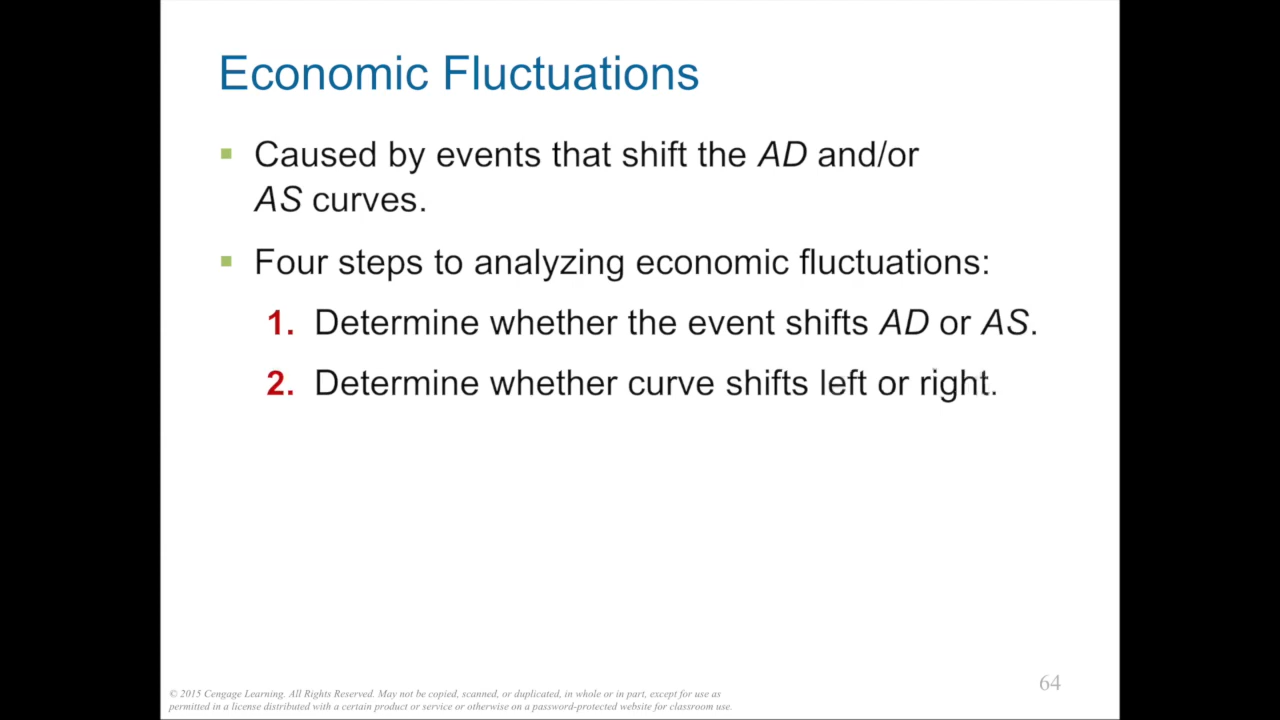 Economic Fluctuations
▪ Caused by events that shift the AD and/or
AS curves.
▪ Four steps to analyzing economic fluctuations:
1. Determine whether the event shifts AD or AS.
2. Determine whether curve shifts left or right.
64
© 2015 Cengage Learning. All Rights Reserved. May not be copied, scanned, or duplicated, in whole or in part, except for use as
permitted in a license distributed with a certain product or service or otherwise on a password-protected website for classroom use.